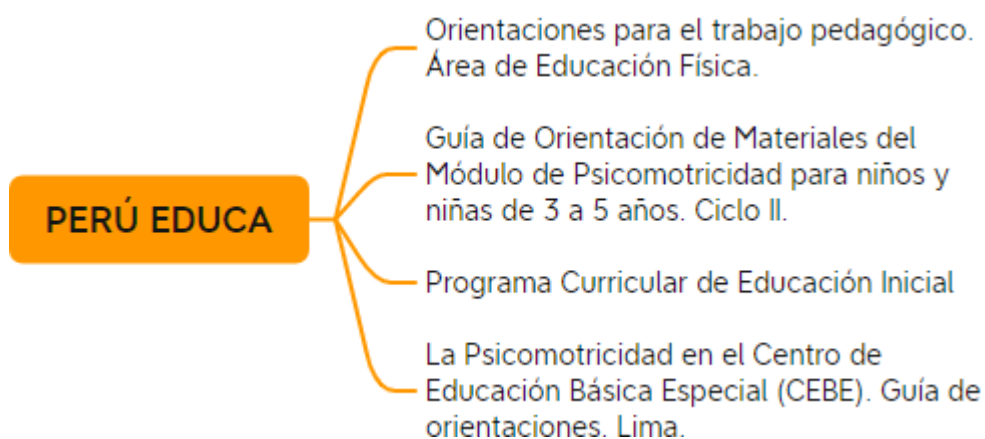 Orientaciones para el trabajo pedagógico.
Área de Educación Física.
Guía de Orientación de Materiales del
Módulo de Psicomotricidad para niños y
niñas de 3 a 5 años. Ciclo II.
PERÚ EDUCA
Programa Curricular de Educación Inicial
La Psicomotricidad en el Centro de
Educación Básica Especial (CEBE). Guía de
orientaciones. Lima.